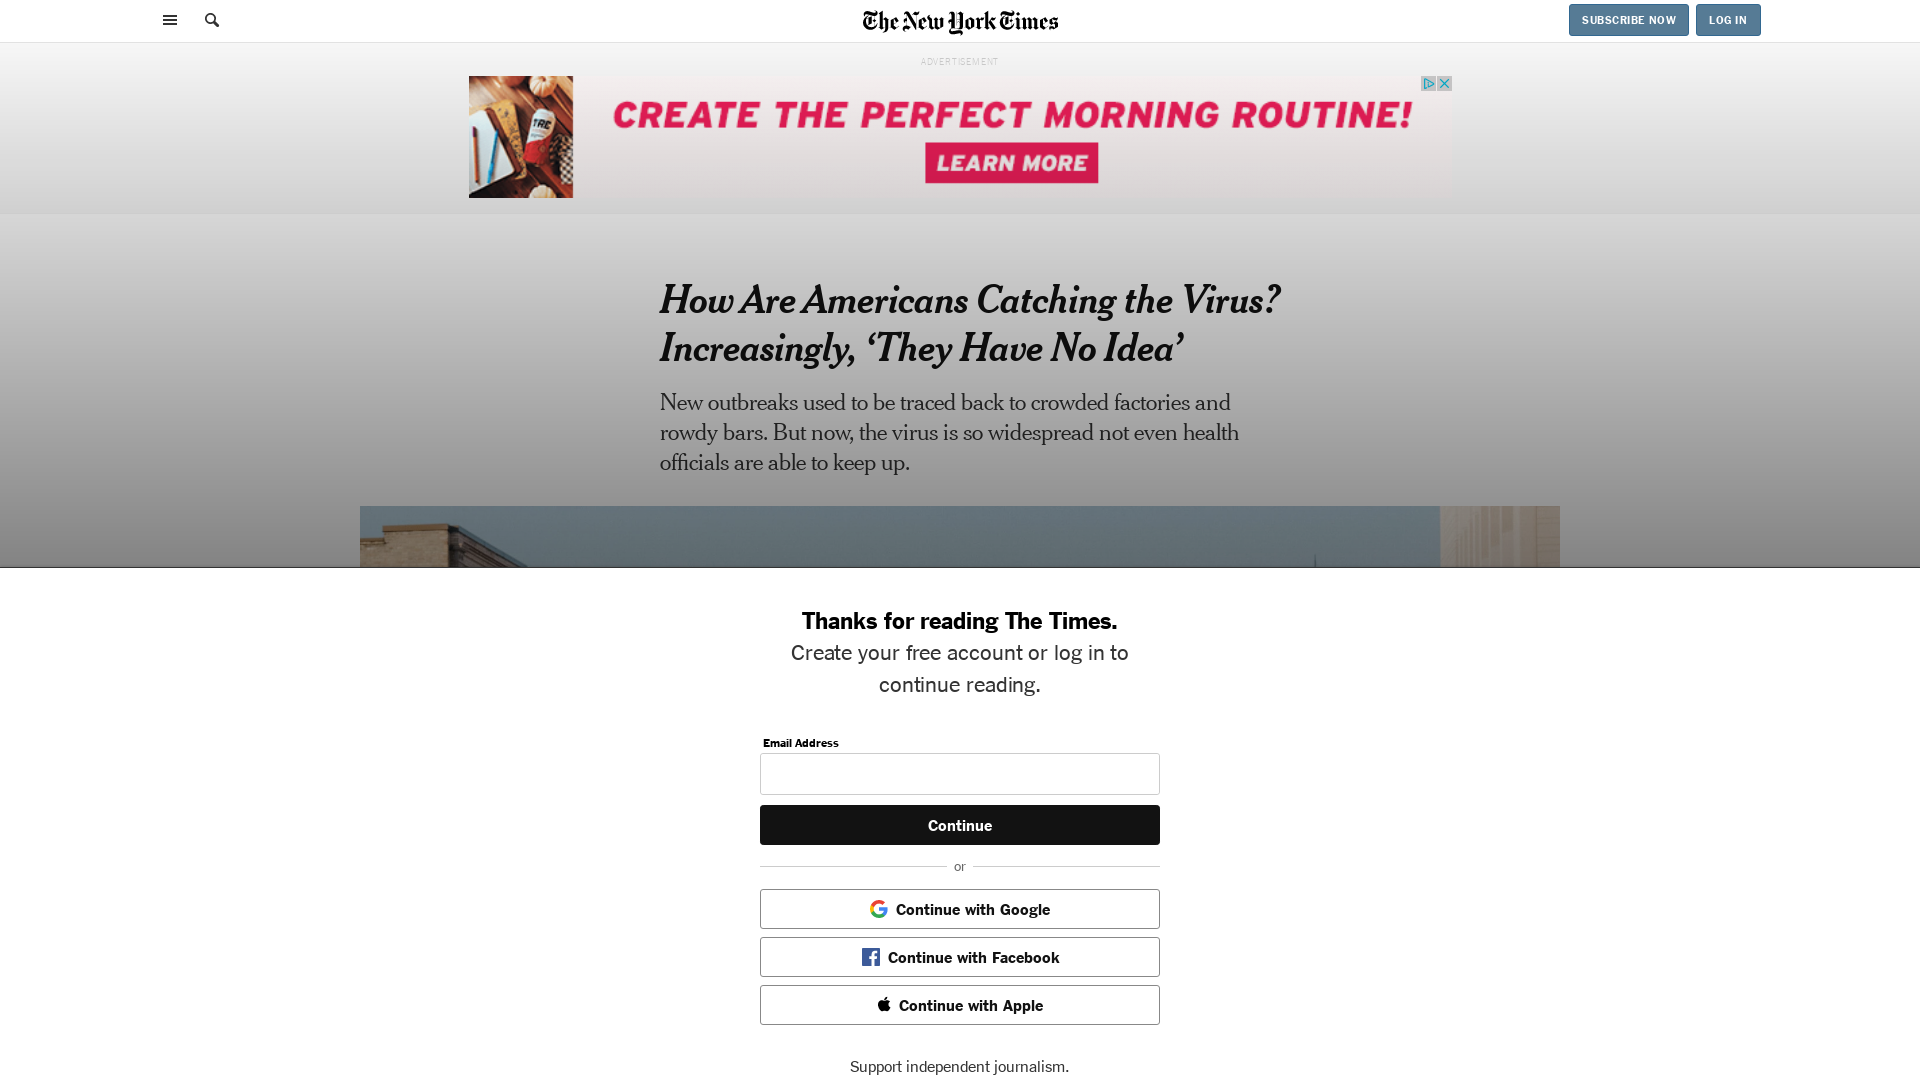 The New York Times
SUBSCRIBE NOW
LOG IN
ADVERTISEMENT
TRC
CREATE THE PERFECT MORNING ROUTINE!
LEARN MORE
How Are Americans Catching the Virus?
Increasingly, ‘They Have No Idea’
New outbreaks used to be traced back to crowded factories and
rowdy bars. But now, the virus is so widespread not even health
officials are able to keep up.
Thanks for reading The Times.
Create your free account or log in to
continue reading.
Email Address
Continue
or
Continue with Google
Continue with Facebook
Continue with Apple
Support independent journalism.